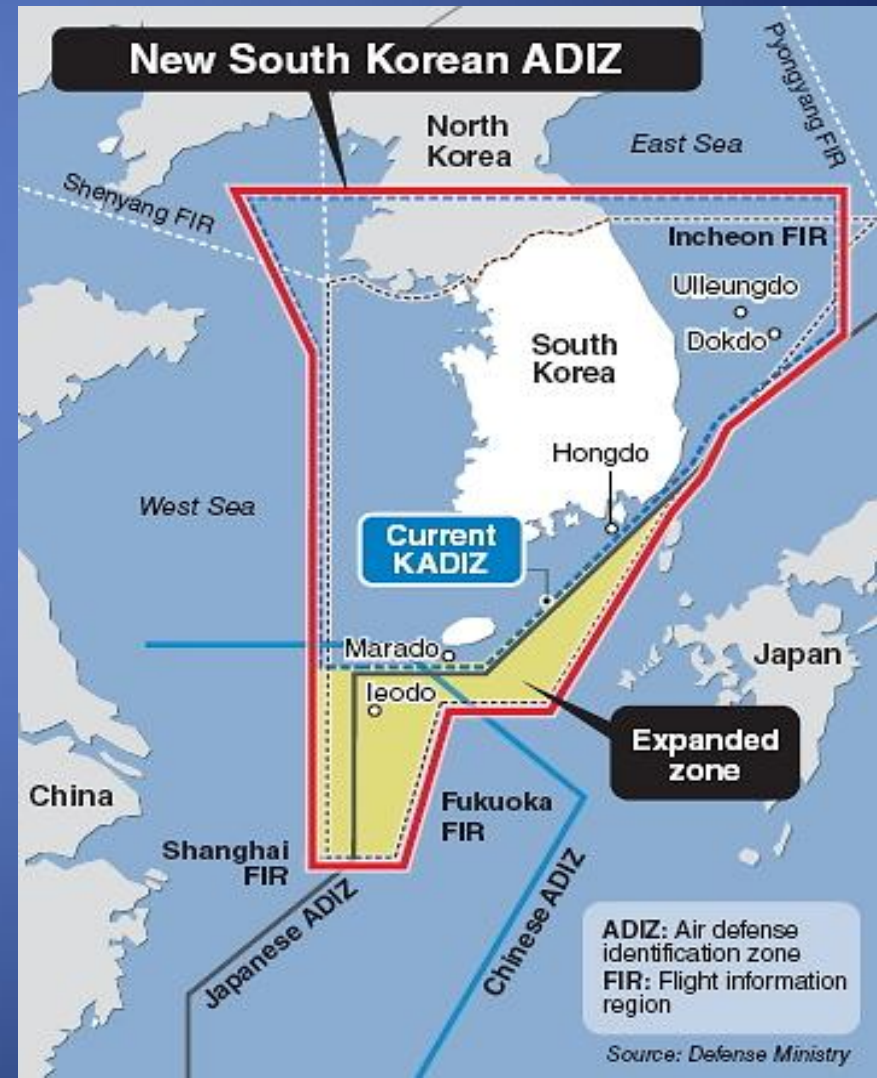 New South Korean ADIZ
North
Korea
East Sea
Pyongyang FIR
Shenyang FIR
Incheon FIR
Ulleungdo
Dokdo
South
Korea
Hongdo
West Sea
Current
KADIZ
Marado
Ieodo
Japan
Expanded
zone
China
Fukuoka
FIR
Shanghai
FIR
Japanese ADIZ
Chinese ADIZ
ADIZ: Air defense
identification zone
FIR: Flight information
region
Source: Defense Ministry